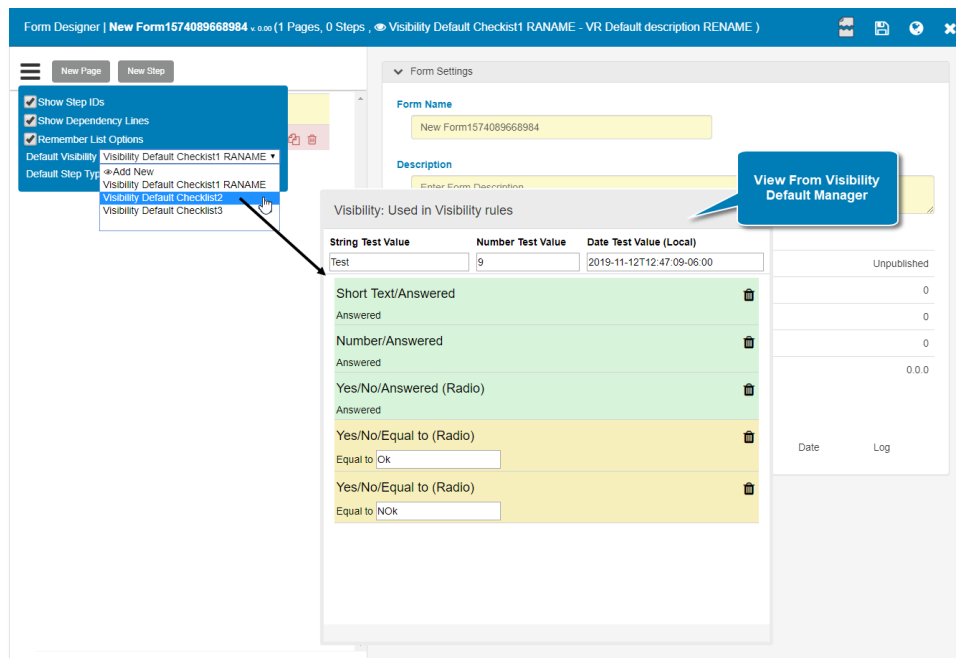 Form Designer | New Form1574089668984 v. 0.00 (1 Pages, 0 Steps , Visibility Default Checkist1 RANAME - VR Default description RENAME )
New Page
New Step
Form Settings
Show Step IDs
Show Dependency Lines
Remember List Options
Default Visibility Visibility Default Checkist1 RANAME
Default Step Typ
Add New
Visibility Default Checkist1 RANAME
Visibility Default Checklist2
Visibility Default Checklist3
Form Name
New Form1574089668984
Description
Enter Form Description
View From Visibility
Default Manager
Visibility: Used in Visibility rules
String Test Value Number Test Value Date Test Value (Local)
Test 9 2019-11-12T12:47:09-06:00
Short Text/Answered
Answered
Number/Answered
Answered
Yes/No/Answered (Radio)
Answered
Yes/No/Equal to (Radio)
Equal to Ok
Yes/No/Equal to (Radio)
Equal to NOk
Unpublished
0
0
0
0.0.0
Date Log